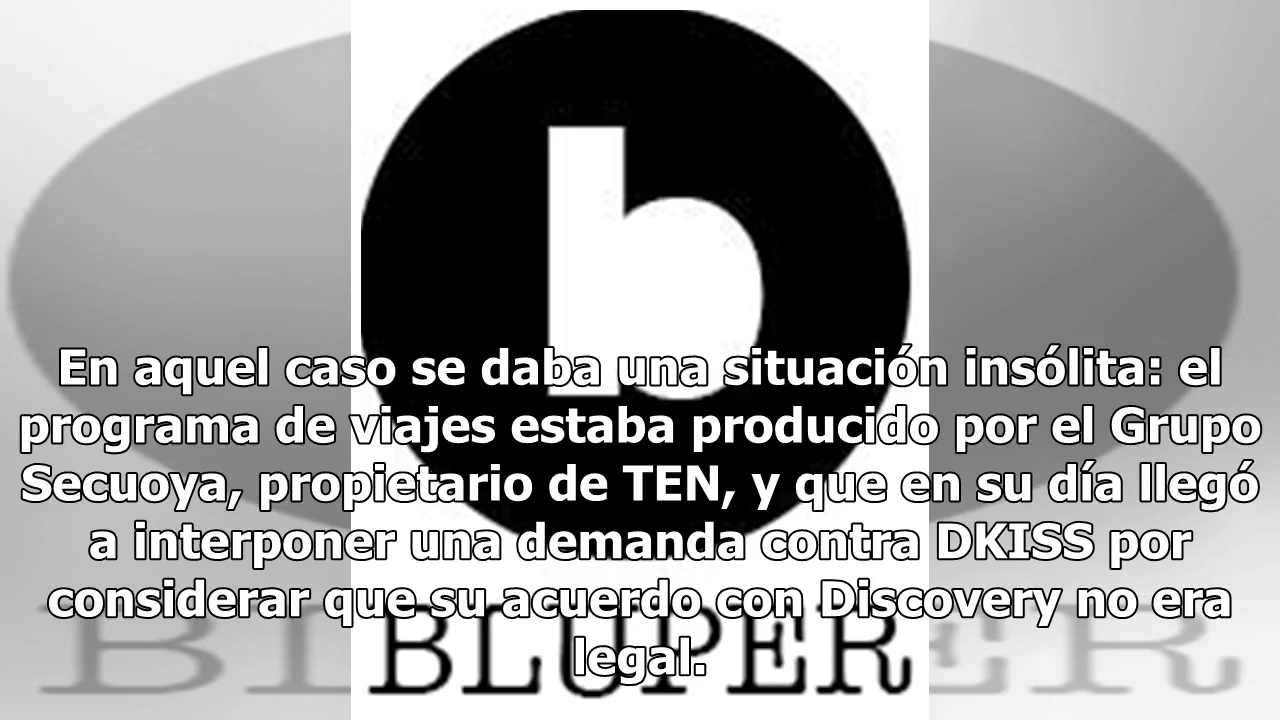 b
En aquel caso se daba una situación insólita: el
programa de viajes estaba producido por el Grupo
Secuoya, propietario de TEN, y que en su día llegó
a interponer una demanda contra DKISS por
considerar que su acuerdo con Discovery no era
legal.
BLUPER